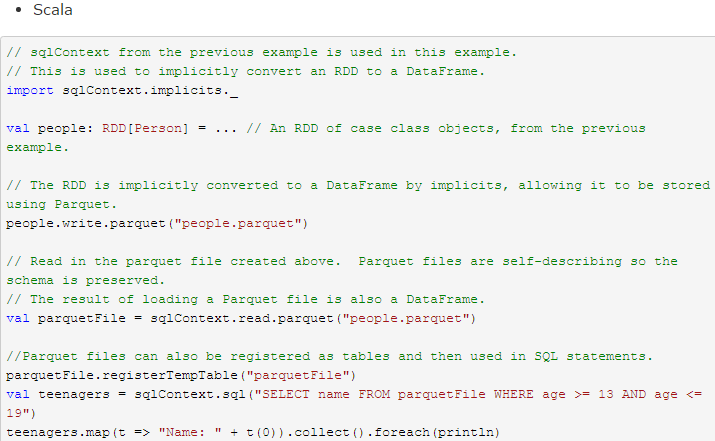 Scala
// sqlContext from the previous example is used in this example.
// This is used to implicitly convert an RDD to a DataFrame.
import sqlContext.implicits._
val people: RDD[Person] = ... // An RDD of case class objects, from the previous
example.
// The RDD is implicitly converted to a DataFrame by implicits, allowing it to be stored
using Parquet.
people.write.parquet("people.parquet")
// Read in the parquet file created above.  Parquet files are self-describing so the
schema is preserved.
// The result of loading a Parquet file is also a DataFrame.
val parquetFile = sqlContext.read.parquet("people.parquet")
//Parquet files can also be registered as tables and then used in SQL statements.
parquetFile.registerTempTable("parquetFile")
val teenagers = sqlContext.sql("SELECT name FROM parquetFile WHERE age >= 13 AND age <=
19")
teenagers.map(t => "Name: " + t(0)).collect().foreach(println)